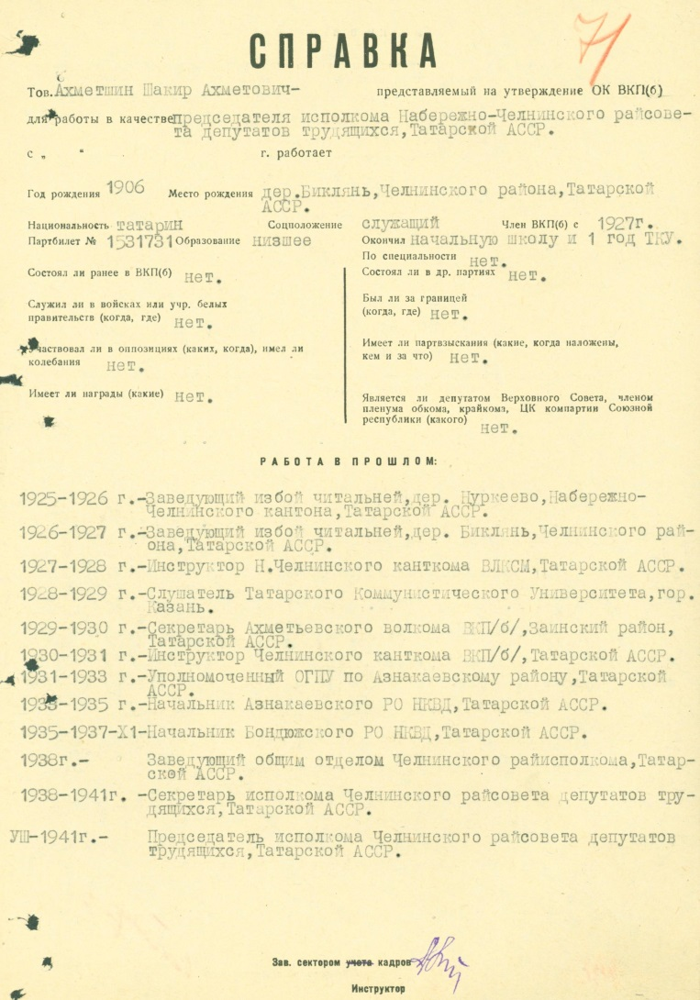 71
СПРАВКА
Тов. Ахметшин Шакир Ахметович- представляемый на утверждение ОК ВКП(б)
для работы в качестве председателя исполкома Набережно-Челнинского райсове-
та депутатов трудящихся, Татарской АССР.
с „ “ г. работает
Год рождения 1906 Место рождения дер.Биклянь,Челнинского района,Татарской
АССР.
Национальность татарин Соцположение служащий Член ВКП(б) с 1927г.
Партбилет № 1531731 Образование низшее Окончил начальную школу и 1 год ТКУ.
По специальности нет.
Состоял ли ранее в ВКП(б) нет.
Состоял ли в др. партиях нет.
Служил ли в войсках или учр. белых
правительств (когда, где) нет.
Был ли за границей
(когда, где) нет.
Участвовал ли в оппозициях (каких, когда), имел ли
колебания нет.
Имеет ли партвзыскания (какие, когда наложены,
кем и за что) нет.
Имеет ли награды (какие) нет.
Является ли депутатом Верховного Совета, членом
пленума обкома, крайкома, ЦК компартии Союзной
республики (какого)
нет.
РАБОТА В ПРОШЛОМ:
1925-1926 г.-Заведующий избой читальней,дер. Нуркеево,Набережно-
Челнинского кантона,Татарской АССР.
1926-1927 г.-Заведующий избой читальней,дер. Биклянь,Челнинского рай-
она,Татарской АССР.
1927-1928 г.-Инструктор Н.Челнинского канткома ВЛКСМ,Татарской АССР.
1928-1929 г.-Слушатель Татарского Коммунистического Университета,гор.
Казань.
1929-1930 г.-Секретарь Ахметьевского волкома ВКП/б/,Заинский район,
Татарской АССР.
1930-1931 г.-Инструктор Челнинского канткома ВКП/б/,Татарской АССР.
1931-1933 г.-Уполномоченный ОГПУ по Азнакаевскому району,Татарской
АССР.
1933-1935 г.-Начальник Азнакаевского РО НКВД,Татарской АССР.
1935-1937-Х1-Начальник Бондюжского РО НКВД,Татарской АССР.
1938г.- Заведующий общим отделом Челнинского райисполкома,Татар-
ской АССР.
1938-1941г. -Секретарь исполкома Челнинского райсовета депутатов тру-
дящихся,Татарской АССР.
УШ-1941г.- Председатель исполкома Челнинского райсовета депутатов
трудящихся,Татарской АССР.
Зав. сектором учета кадров
Инструктор